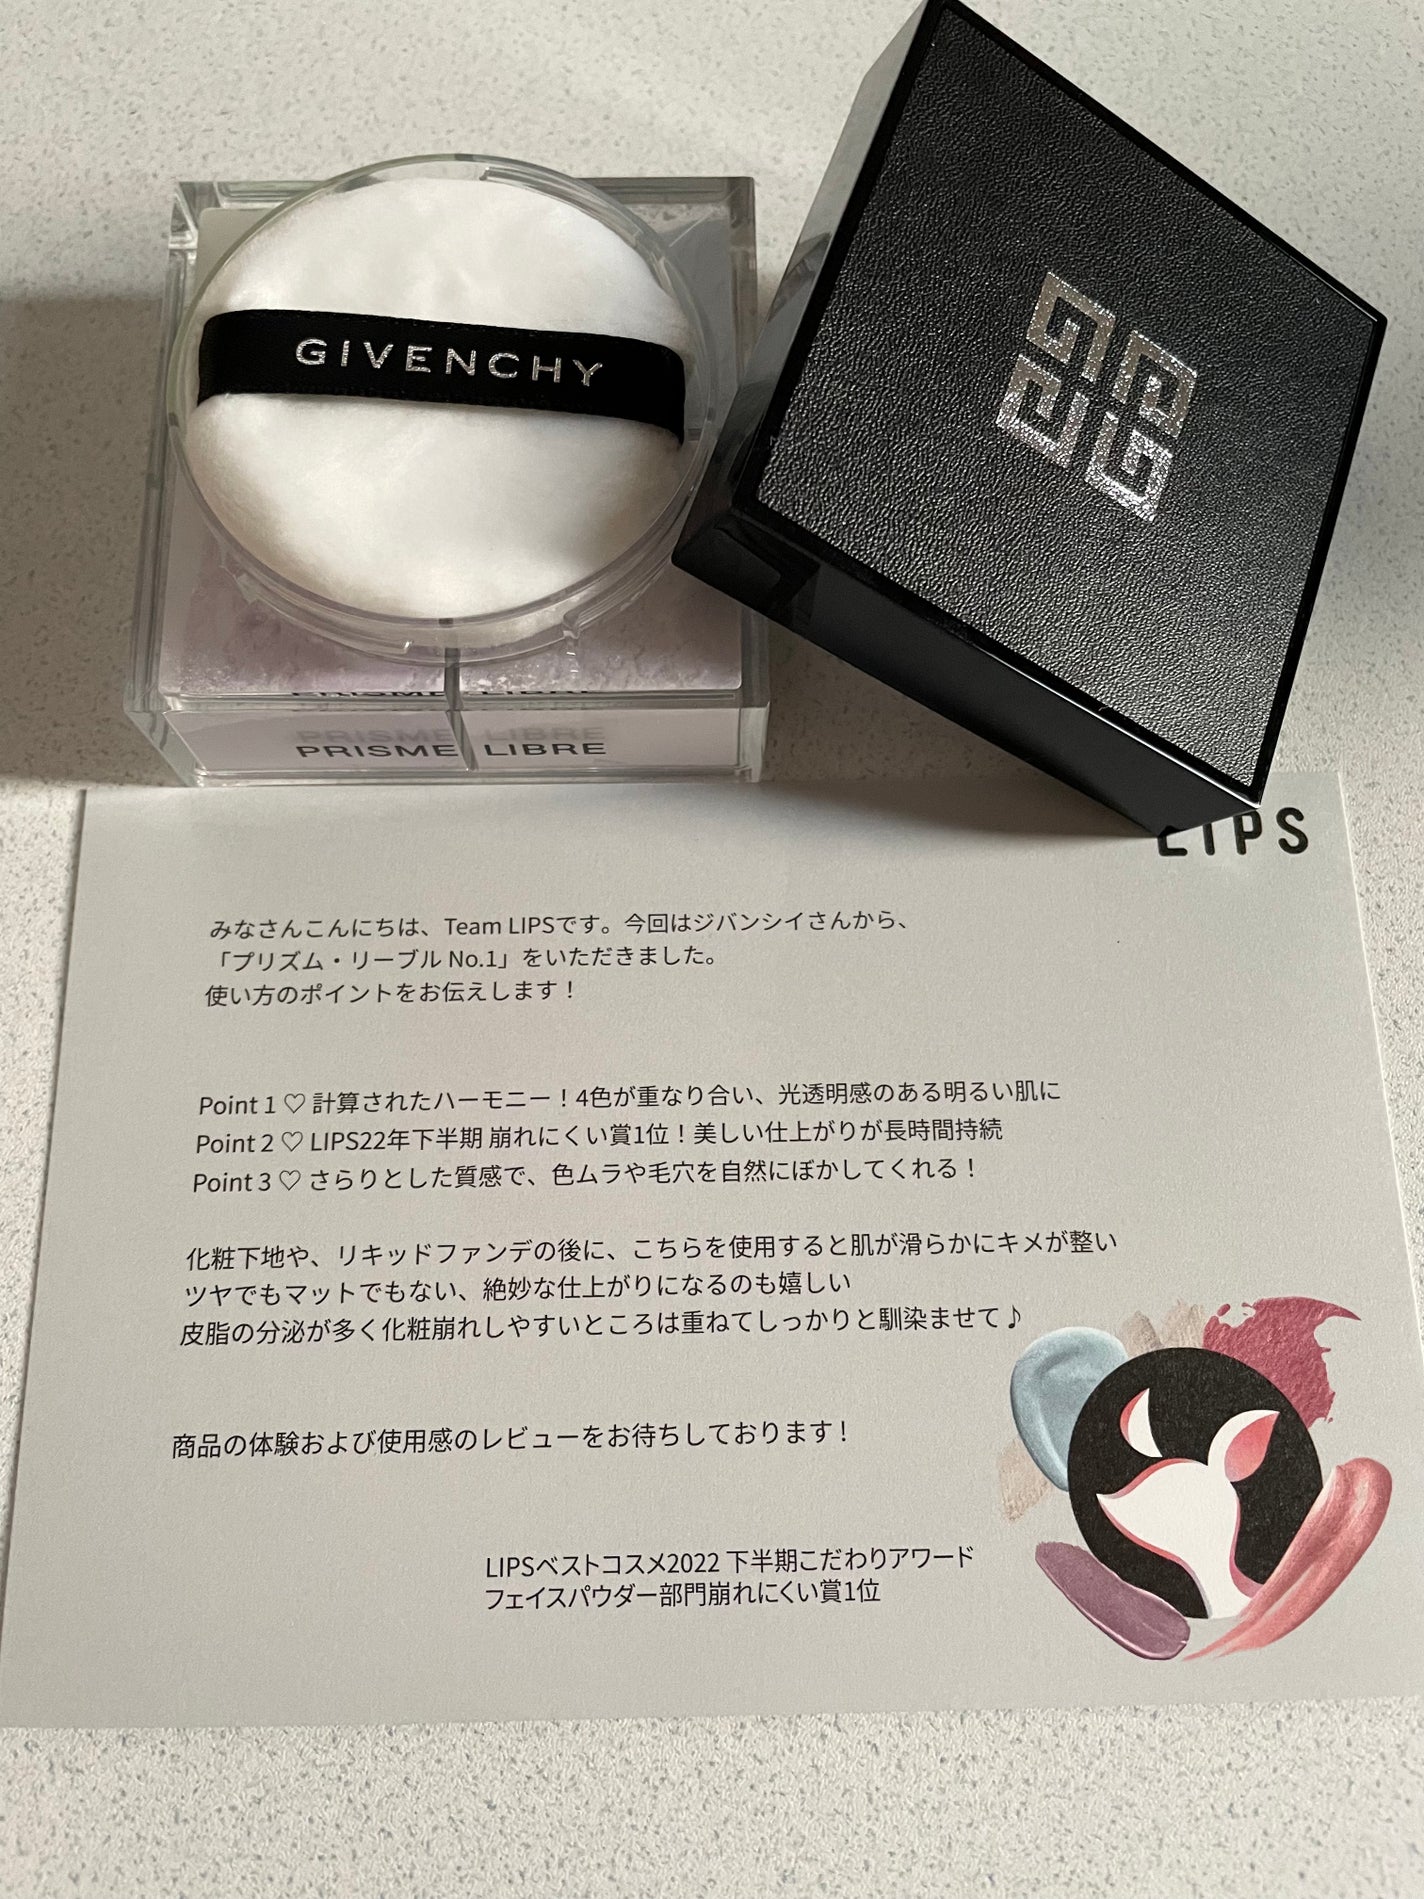 GIVENCHY
PRISME LIBRE
PRISME LIBRE
LIPS
みなさんこんにちは、Team LIPSです。今回はジバンシイさんから、
「プリズム・リーブル No.1」をいただきました。
使い方のポイントをお伝えします！
Point 1 ♡ 計算されたハーモニー！4色が重なり合い、光透明感のある明るい肌に
Point 2 ♡ LIPS22年下半期 崩れにくい賞1位！美しい仕上がりが長時間持続
Point 3 ♡ さらりとした質感で、色ムラや毛穴を自然にぼかしてくれる！
化粧下地や、リキッドファンデの後に、こちらを使用すると肌が滑らかにキメが整い
ツヤでもマットでもない、絶妙な仕上がりになるのも嬉しい
皮脂の分泌が多く化粧崩れしやすいところは重ねてしっかりと馴染ませて♪
商品の体験および使用感のレビューをお待ちしております！
LIPSベストコスメ2022 下半期こだわりアワード
フェイスパウダー部門崩れにくい賞1位